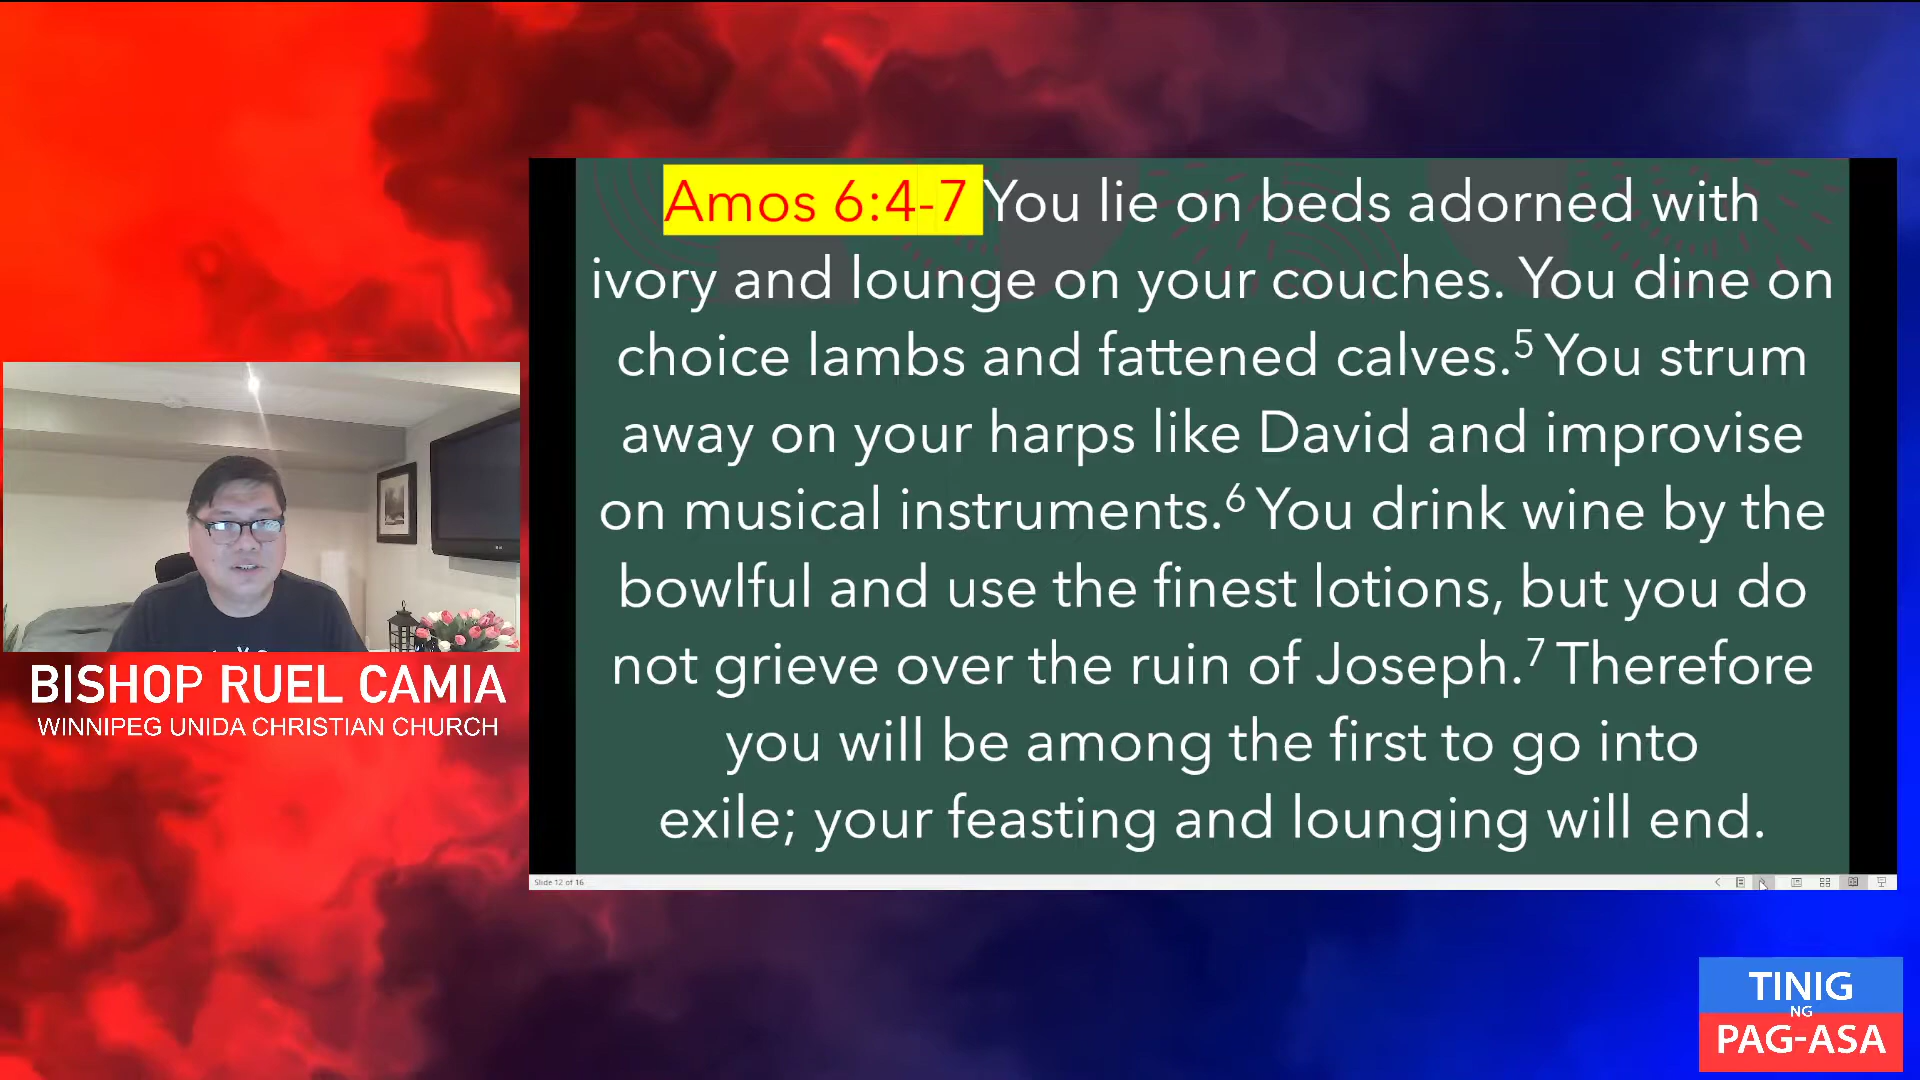 Amos 6:4-7 You lie on beds adorned with
ivory and lounge on your couches. You dine on
choice lambs and fattened calves.⁵ You strum
away on your harps like David and improvise
on musical instruments.⁶ You drink wine by the
bowlful and use the finest lotions, but you do
not grieve over the ruin of Joseph.⁷ Therefore
you will be among the first to go into
exile; your feasting and lounging will end.
Slide 12 of 16
BISHOP RUEL CAMIA
WINNIPEG UNIDA CHRISTIAN CHURCH
TINIG
NG
PAG-ASA